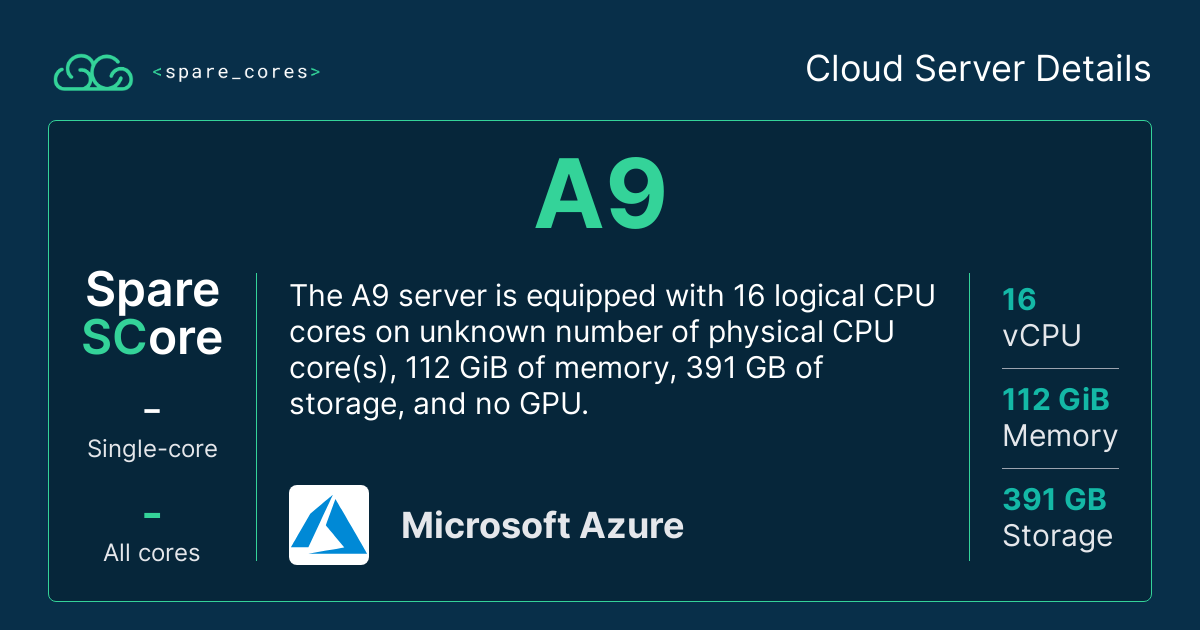 <spare_cores>
Cloud Server Details
A9
Spare
SCore
–
Single-core
–
All cores
The A9 server is equipped with 16 logical CPU
cores on unknown number of physical CPU
core(s), 112 GiB of memory, 391 GB of
storage, and no GPU.
Microsoft Azure
16
vCPU
112 GiB
Memory
391 GB
Storage